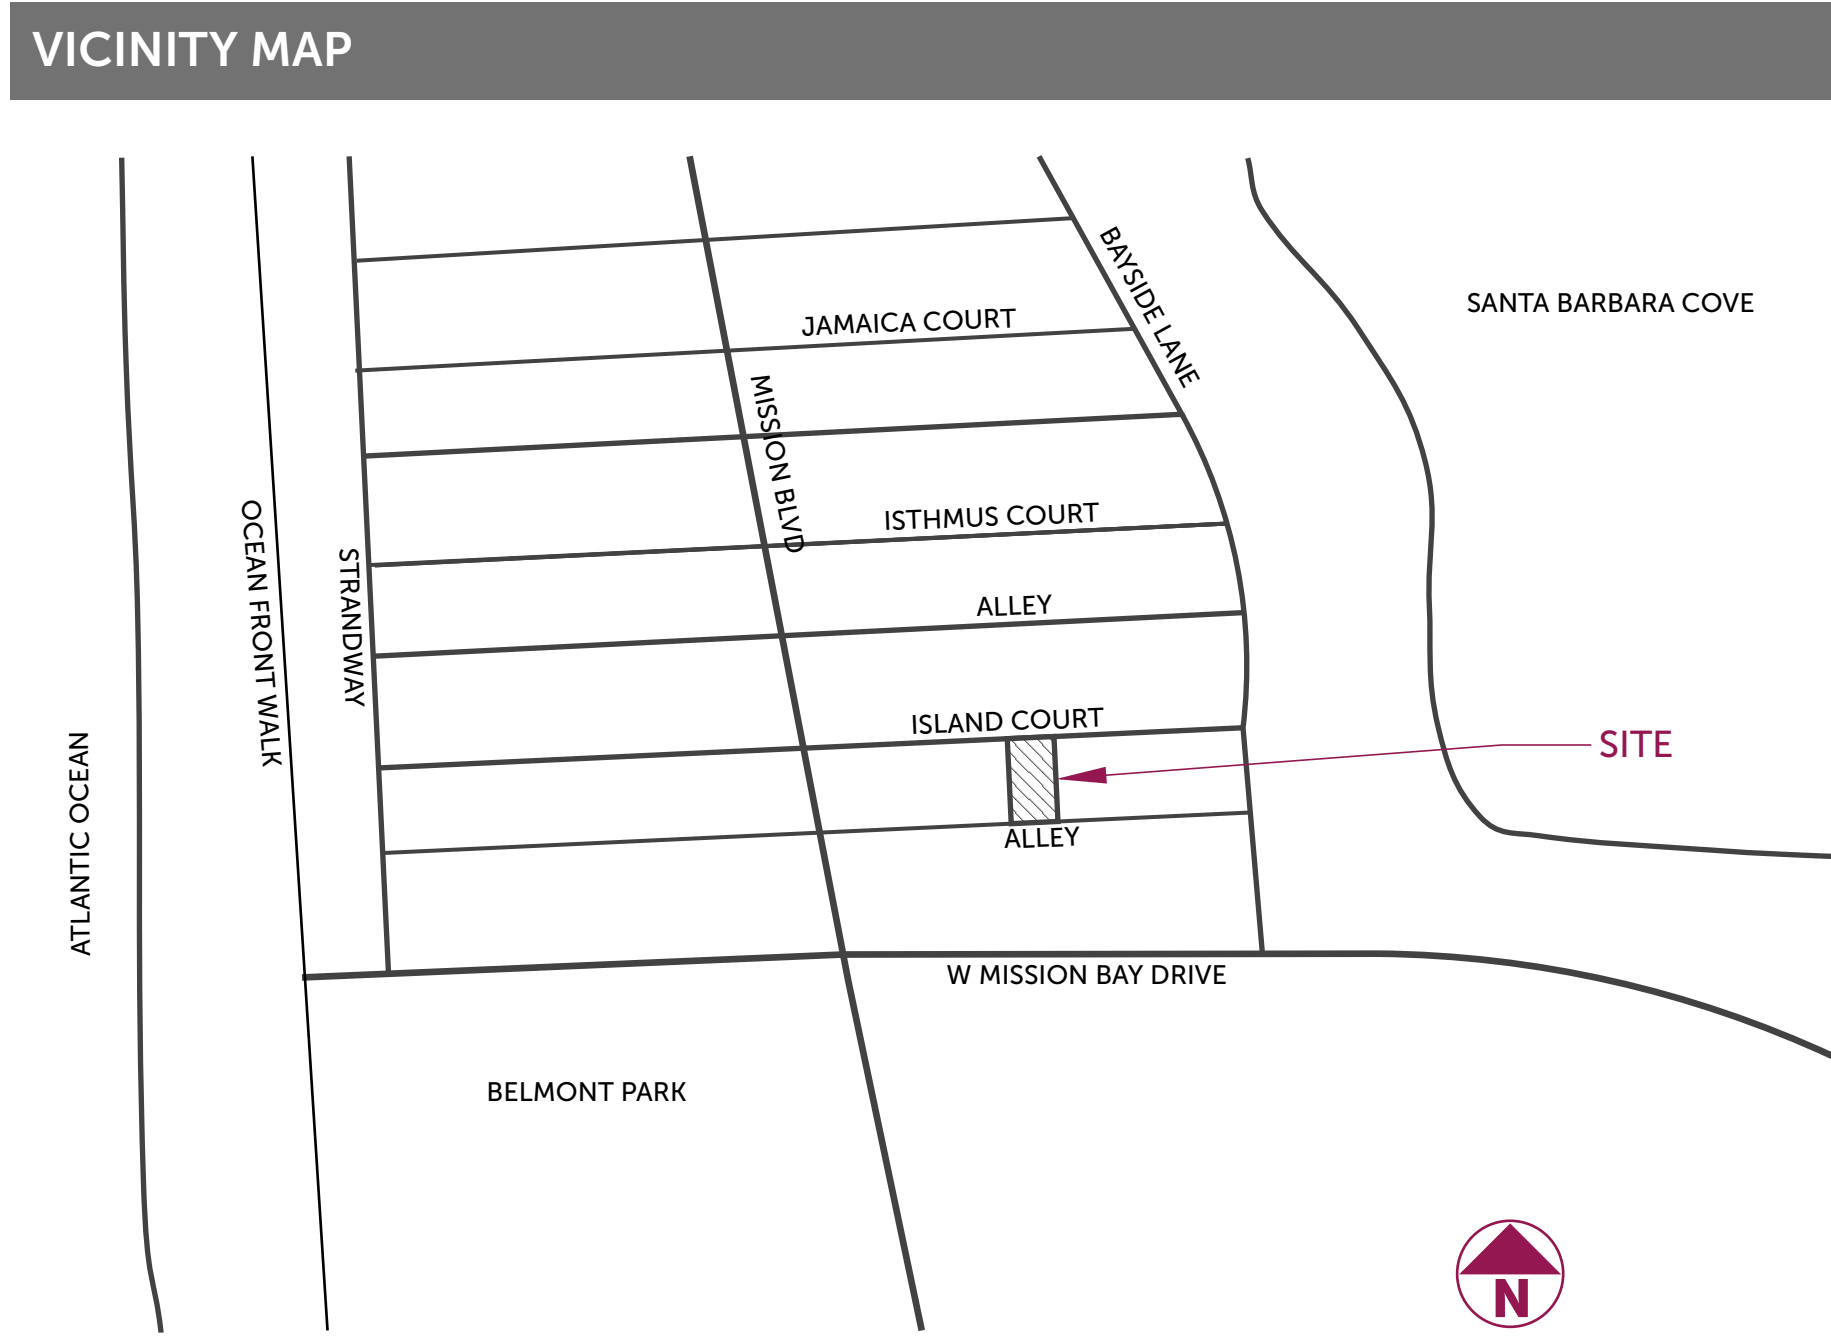 VICINITY MAP
BAYSIDE LANE
SANTA BARBARA COVE
JAMAICA COURT
MISSION BLVD
OCEAN FRONT WALK
ISTHMUS COURT
STRANDWAY
ALLEY
ISLAND COURT
SITE
ATLANTIC OCEAN
ALLEY
W MISSION BAY DRIVE
BELMONT PARK
N